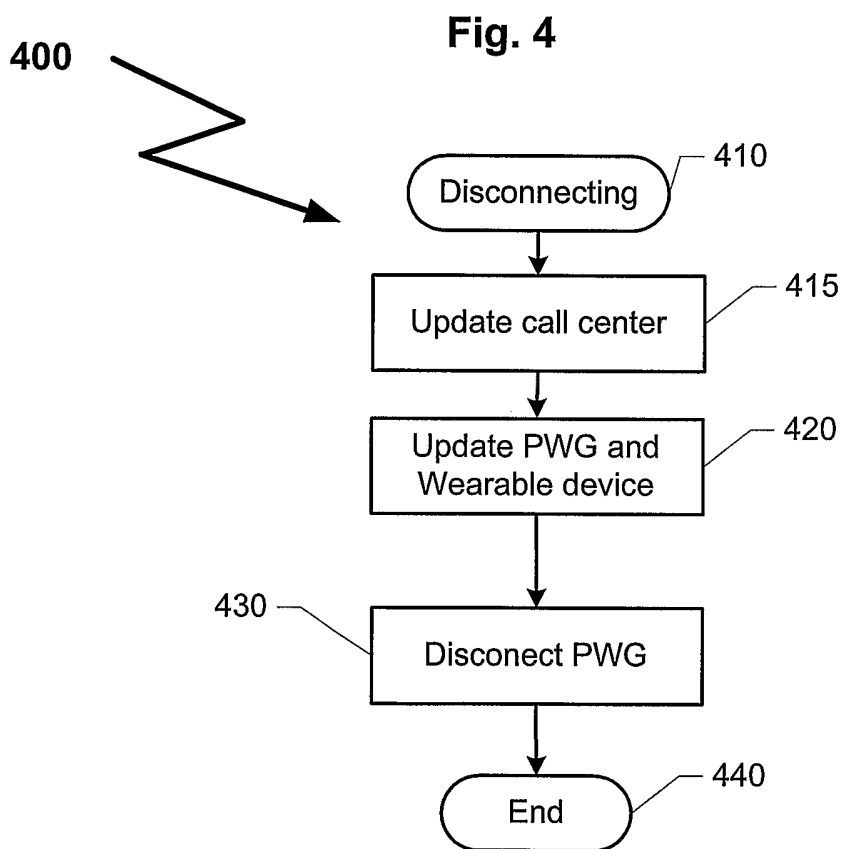 Fig. 4
400
Disconnecting
410
Update call center
415
Update PWG and
Wearable device
420
430
Disconect PWG
End
440